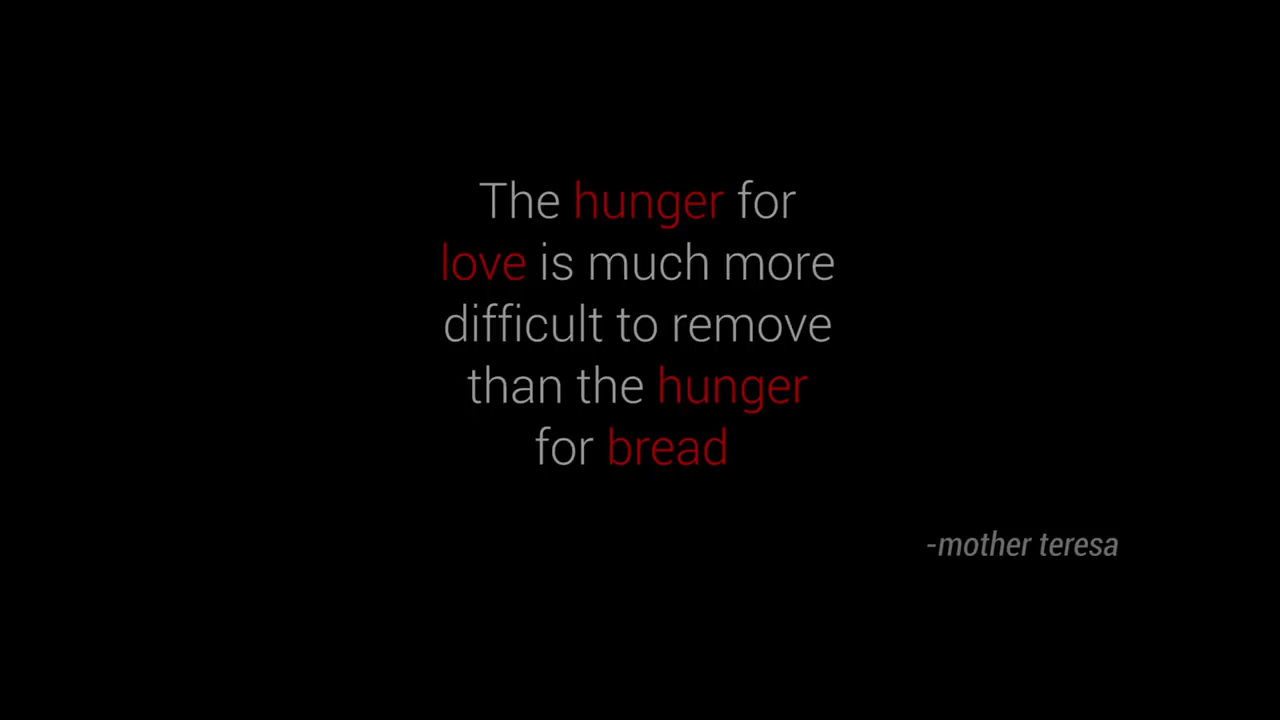 The hunger for
love is much more
difficult to remove
than the hunger
for bread
-mother teresa